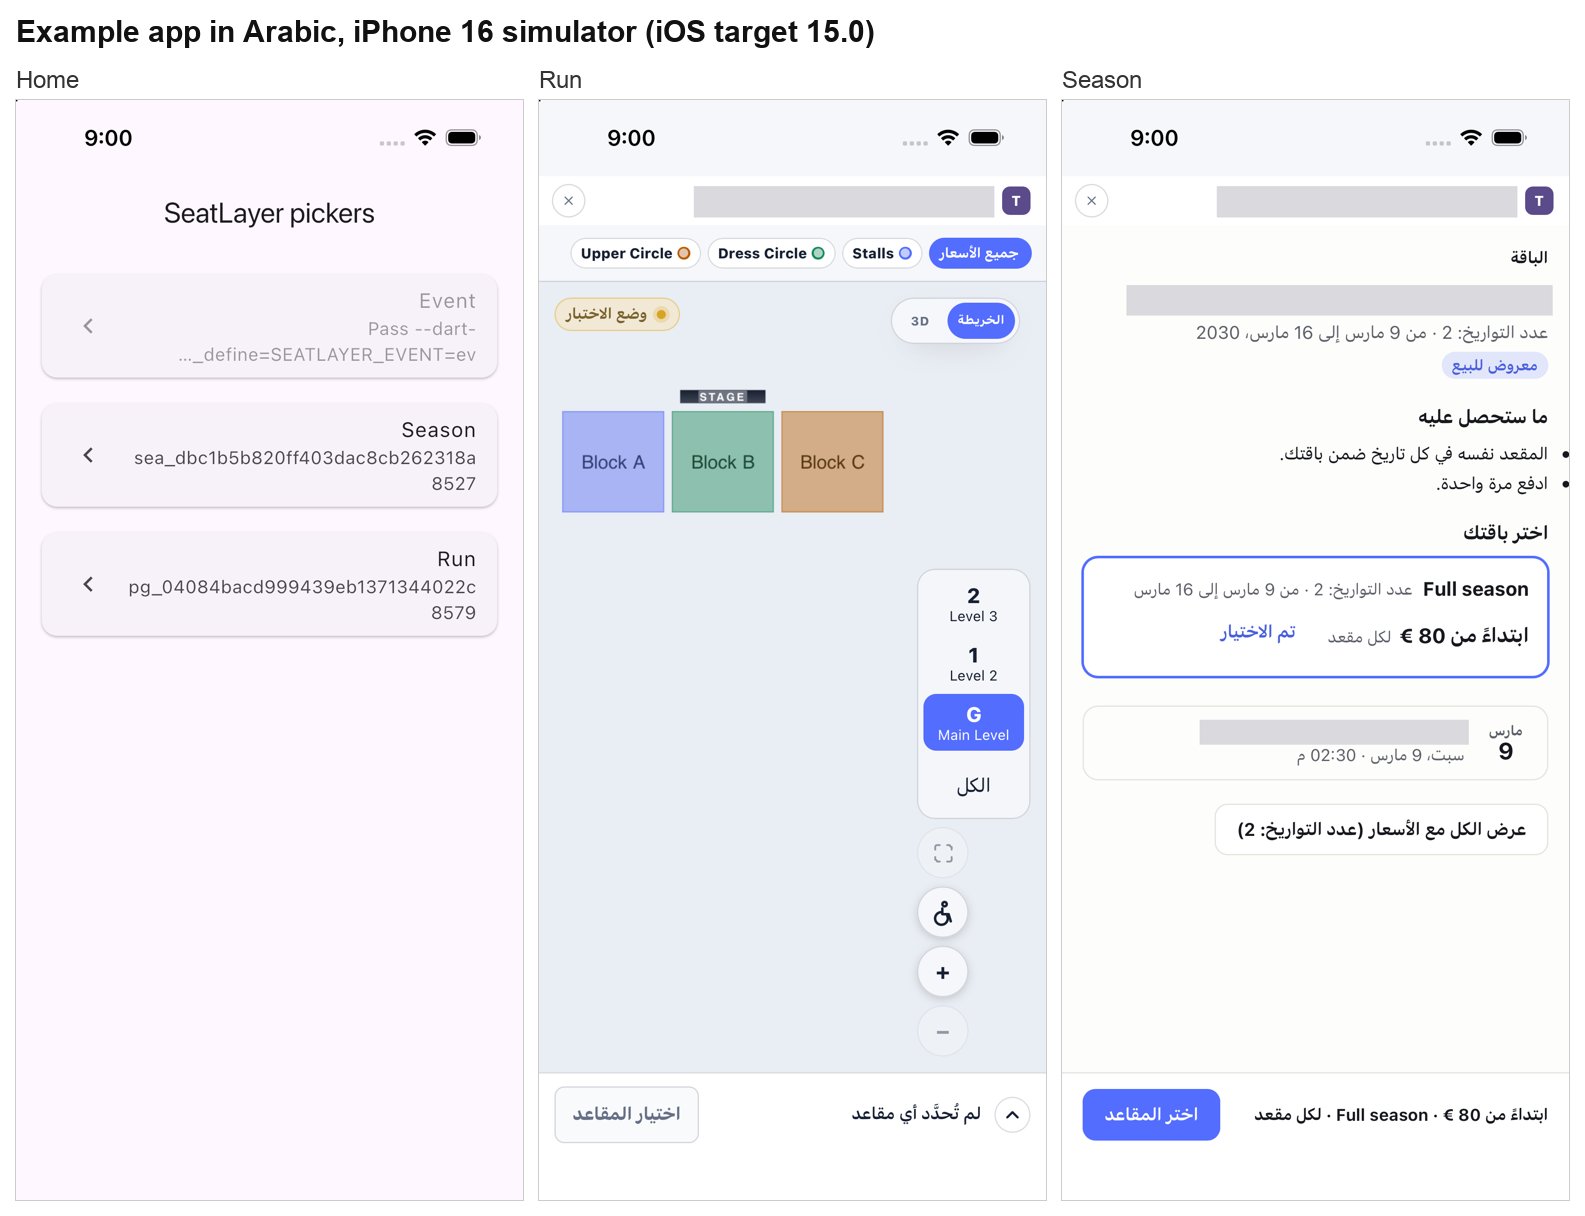 Example app in Arabic, iPhone 16 simulator (iOS target 15.0)
Home
9:00
SeatLayer pickers
Event
Pass --dart-
..._define=SEATLAYER_EVENT=ev
Season
sea_dbc1b5b820ff403dac8cb262318a
8527
Run
pg_04084bacd999439eb1371344022c
8579
Run
9:00
T
جميع الأسعار
Stalls
Dress Circle
Upper Circle
الخريطة
3D
وضع الاختبار
STAGE
Block A
Block B
Block C
2
Level 3
1
Level 2
G
Main Level
الكل
لم تُحدَّد أي مقاعد
اختيار المقاعد
Season
9:00
T
الباقة
عدد التواريخ: 2 · من 9 مارس إلى 16 مارس، 2030
معروض للبيع
ما ستحصل عليه
• المقعد نفسه في كل تاريخ ضمن باقتك.
• ادفع مرة واحدة.
اختر باقتك
Full season عدد التواريخ: 2 · من 9 مارس إلى 16 مارس
ابتداءً من 80 € لكل مقعد
تم الاختيار
مارس
9
سبت، 9 مارس · 02:30 م
عرض الكل مع الأسعار (عدد التواريخ: 2)
ابتداءً من 80 € · Full season · لكل مقعد
اختر المقاعد